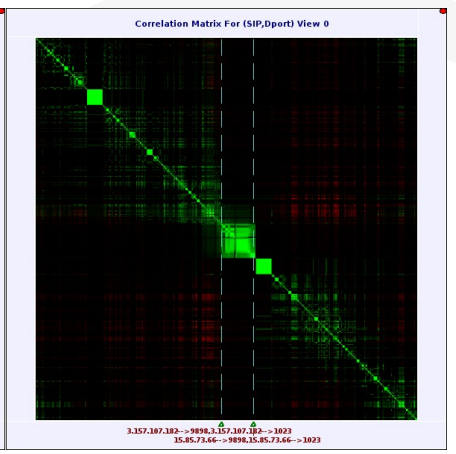 Correlation Matrix For (SIP,Dport) View 0
3.157.107.182-->9898,3.157.107.182-->1023
15.85.73.66-->9898,15.85.73.66-->1023